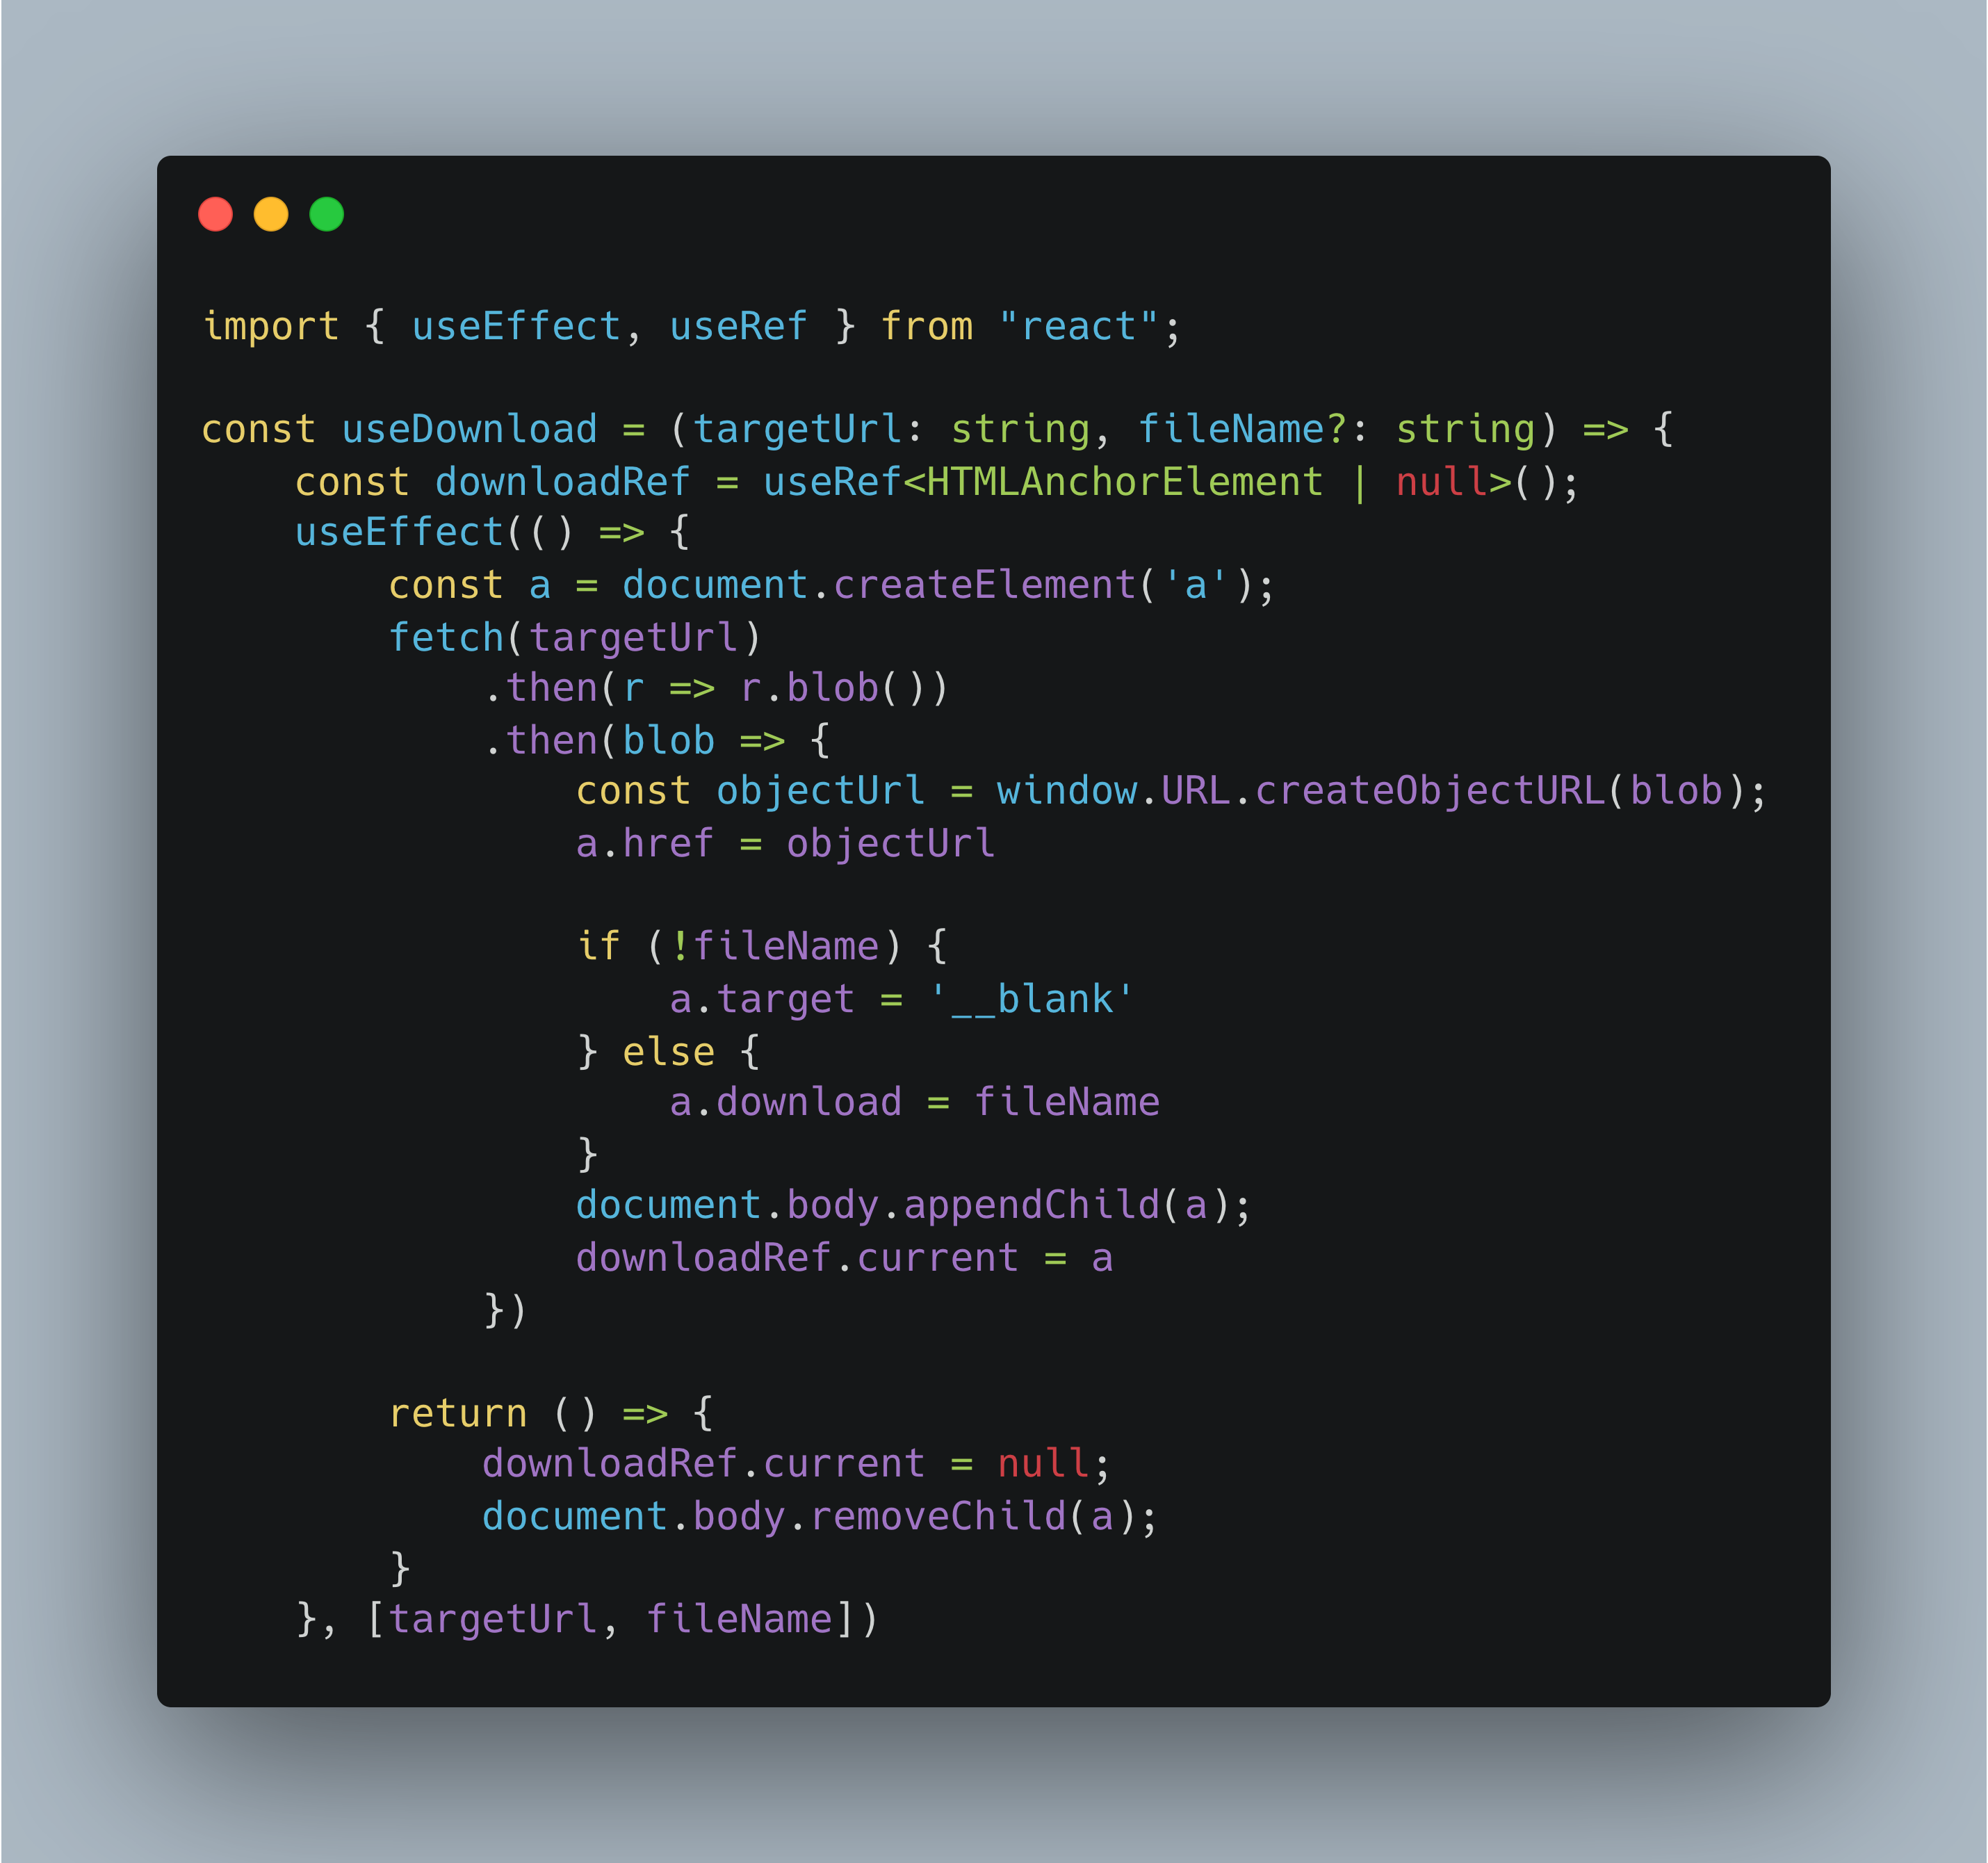 import { useEffect, useRef } from "react";
const useDownload = (targetUrl: string, fileName?: string) => {
    const downloadRef = useRef<HTMLAnchorElement | null>();
    useEffect(() => {
        const a = document.createElement('a');
        fetch(targetUrl)
            .then(r => r.blob())
            .then(blob => {
                const objectUrl = window.URL.createObjectURL(blob);
                a.href = objectUrl
                if (!fileName) {
                    a.target = '__blank'
                } else {
                    a.download = fileName
                }
                document.body.appendChild(a);
                downloadRef.current = a
            })
        return () => {
            downloadRef.current = null;
            document.body.removeChild(a);
        }
    }, [targetUrl, fileName])